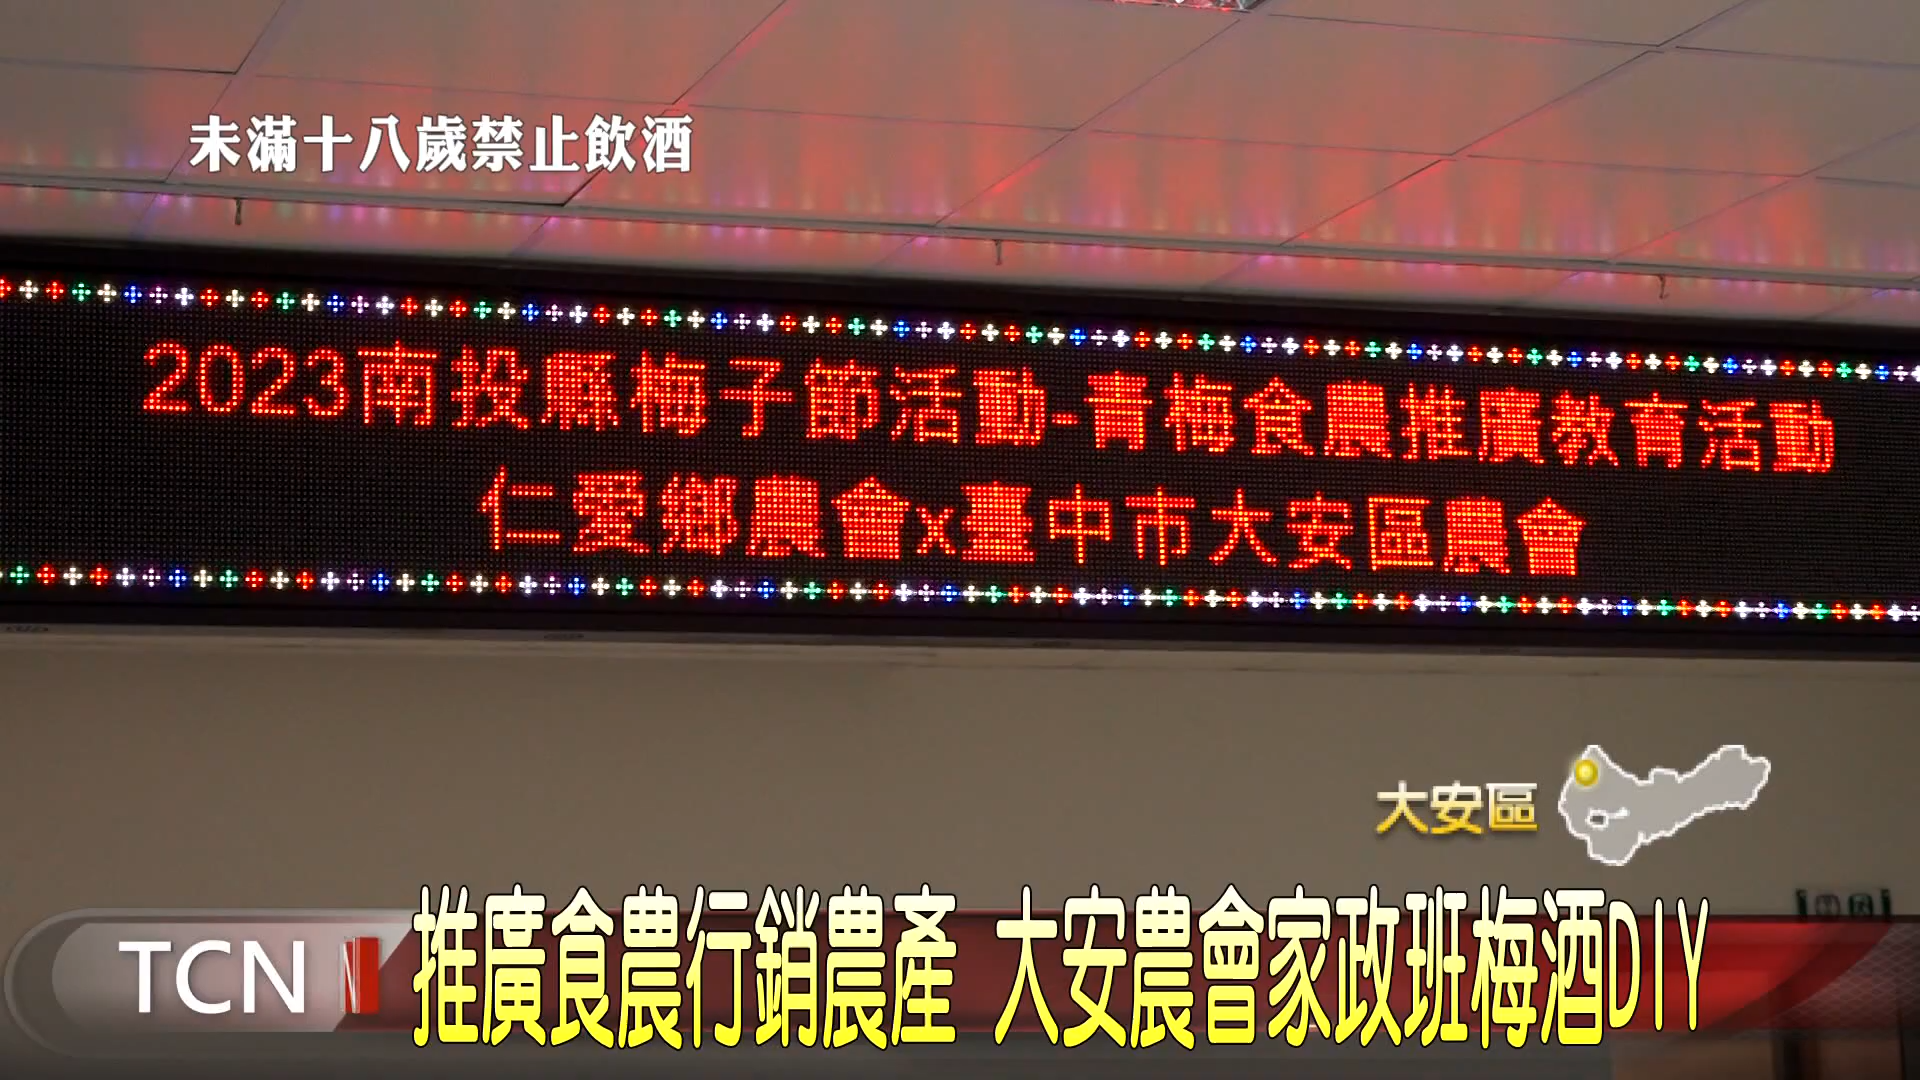 未滿十八歲禁止飲酒
2023南投縣梅子節活動-青梅食農推廣教育活動
仁愛鄉農會x臺中市大安區農會
大安區
TCN
推廣食農行銷農產 大安農會家政班梅酒DIY